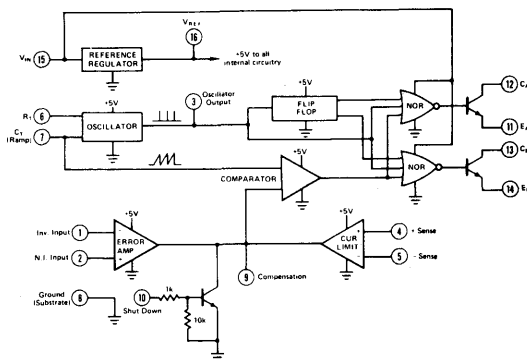 VREF
16
VIN 15
REFERENCE
REGULATOR
+5V to all
internal circuitry
12 CA
RT 6
CT 7
(Ramp)
+5V
OSCILLATOR
3 Oscillator
Output
+5V
FLIP
FLOP
NOR
11 EA
13
COMPARATOR
NOR
14
+5V
+5V
Inv. Input 1
-
ERROR
AMP
N.I. Input 2
+
CUR
LIMIT
+
4 + Sense
-
5 - Sense
9 Compensation
Ground 8
(Substrate)
10
Shut Down
1k
10k